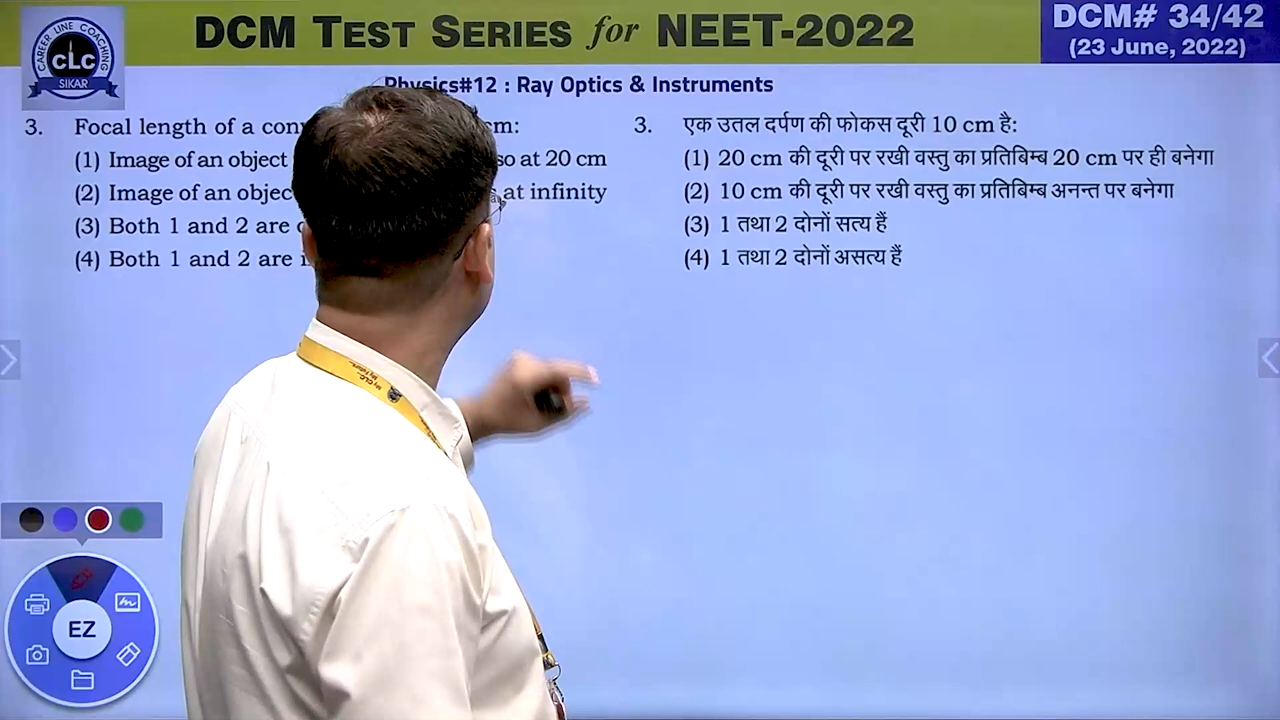 DCM TEST SERIES for NEET-2022
DCM# 34/42
(23 June, 2022)
CAREER LINE COACHING
CLC
SIKAR
Physics#12 : Ray Optics & Instruments
3. Focal length of a cm:
(1) Image of an object so at 20 cm
(2) Image of an at infinity
(3) Both 1 and 2 are
(4) Both 1 and 2 are
3. एक उतल दर्पण की फोकस दूरी 10 cm है:
(1) 20 cm की दूरी पर रखी वस्तु का प्रतिबिम्ब 20 cm पर ही बनेगा
(2) 10 cm की दूरी पर रखी वस्तु का प्रतिबिम्ब अनन्त पर बनेगा
(3) 1 तथा 2 दोनों सत्य हैं
(4) 1 तथा 2 दोनों असत्य हैं
EZ